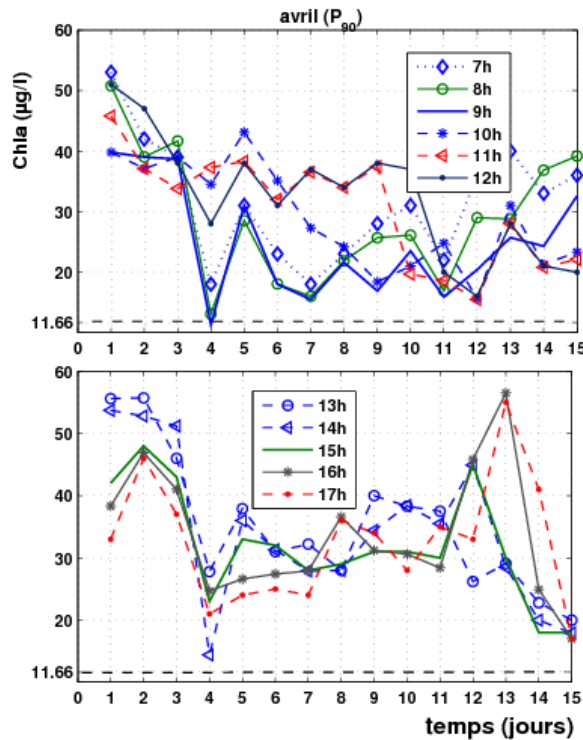 avril (P90)
Chla (µg/l)
60
50
40
30
20
11.66
7h
8h
9h
10h
11h
12h
0 1 2 3 4 5 6 7 8 9 10 11 12 13 14 15
60
50
40
30
20
11.66
13h
14h
15h
16h
17h
0 1 2 3 4 5 6 7 8 9 10 11 12 13 14 15
temps (jours)